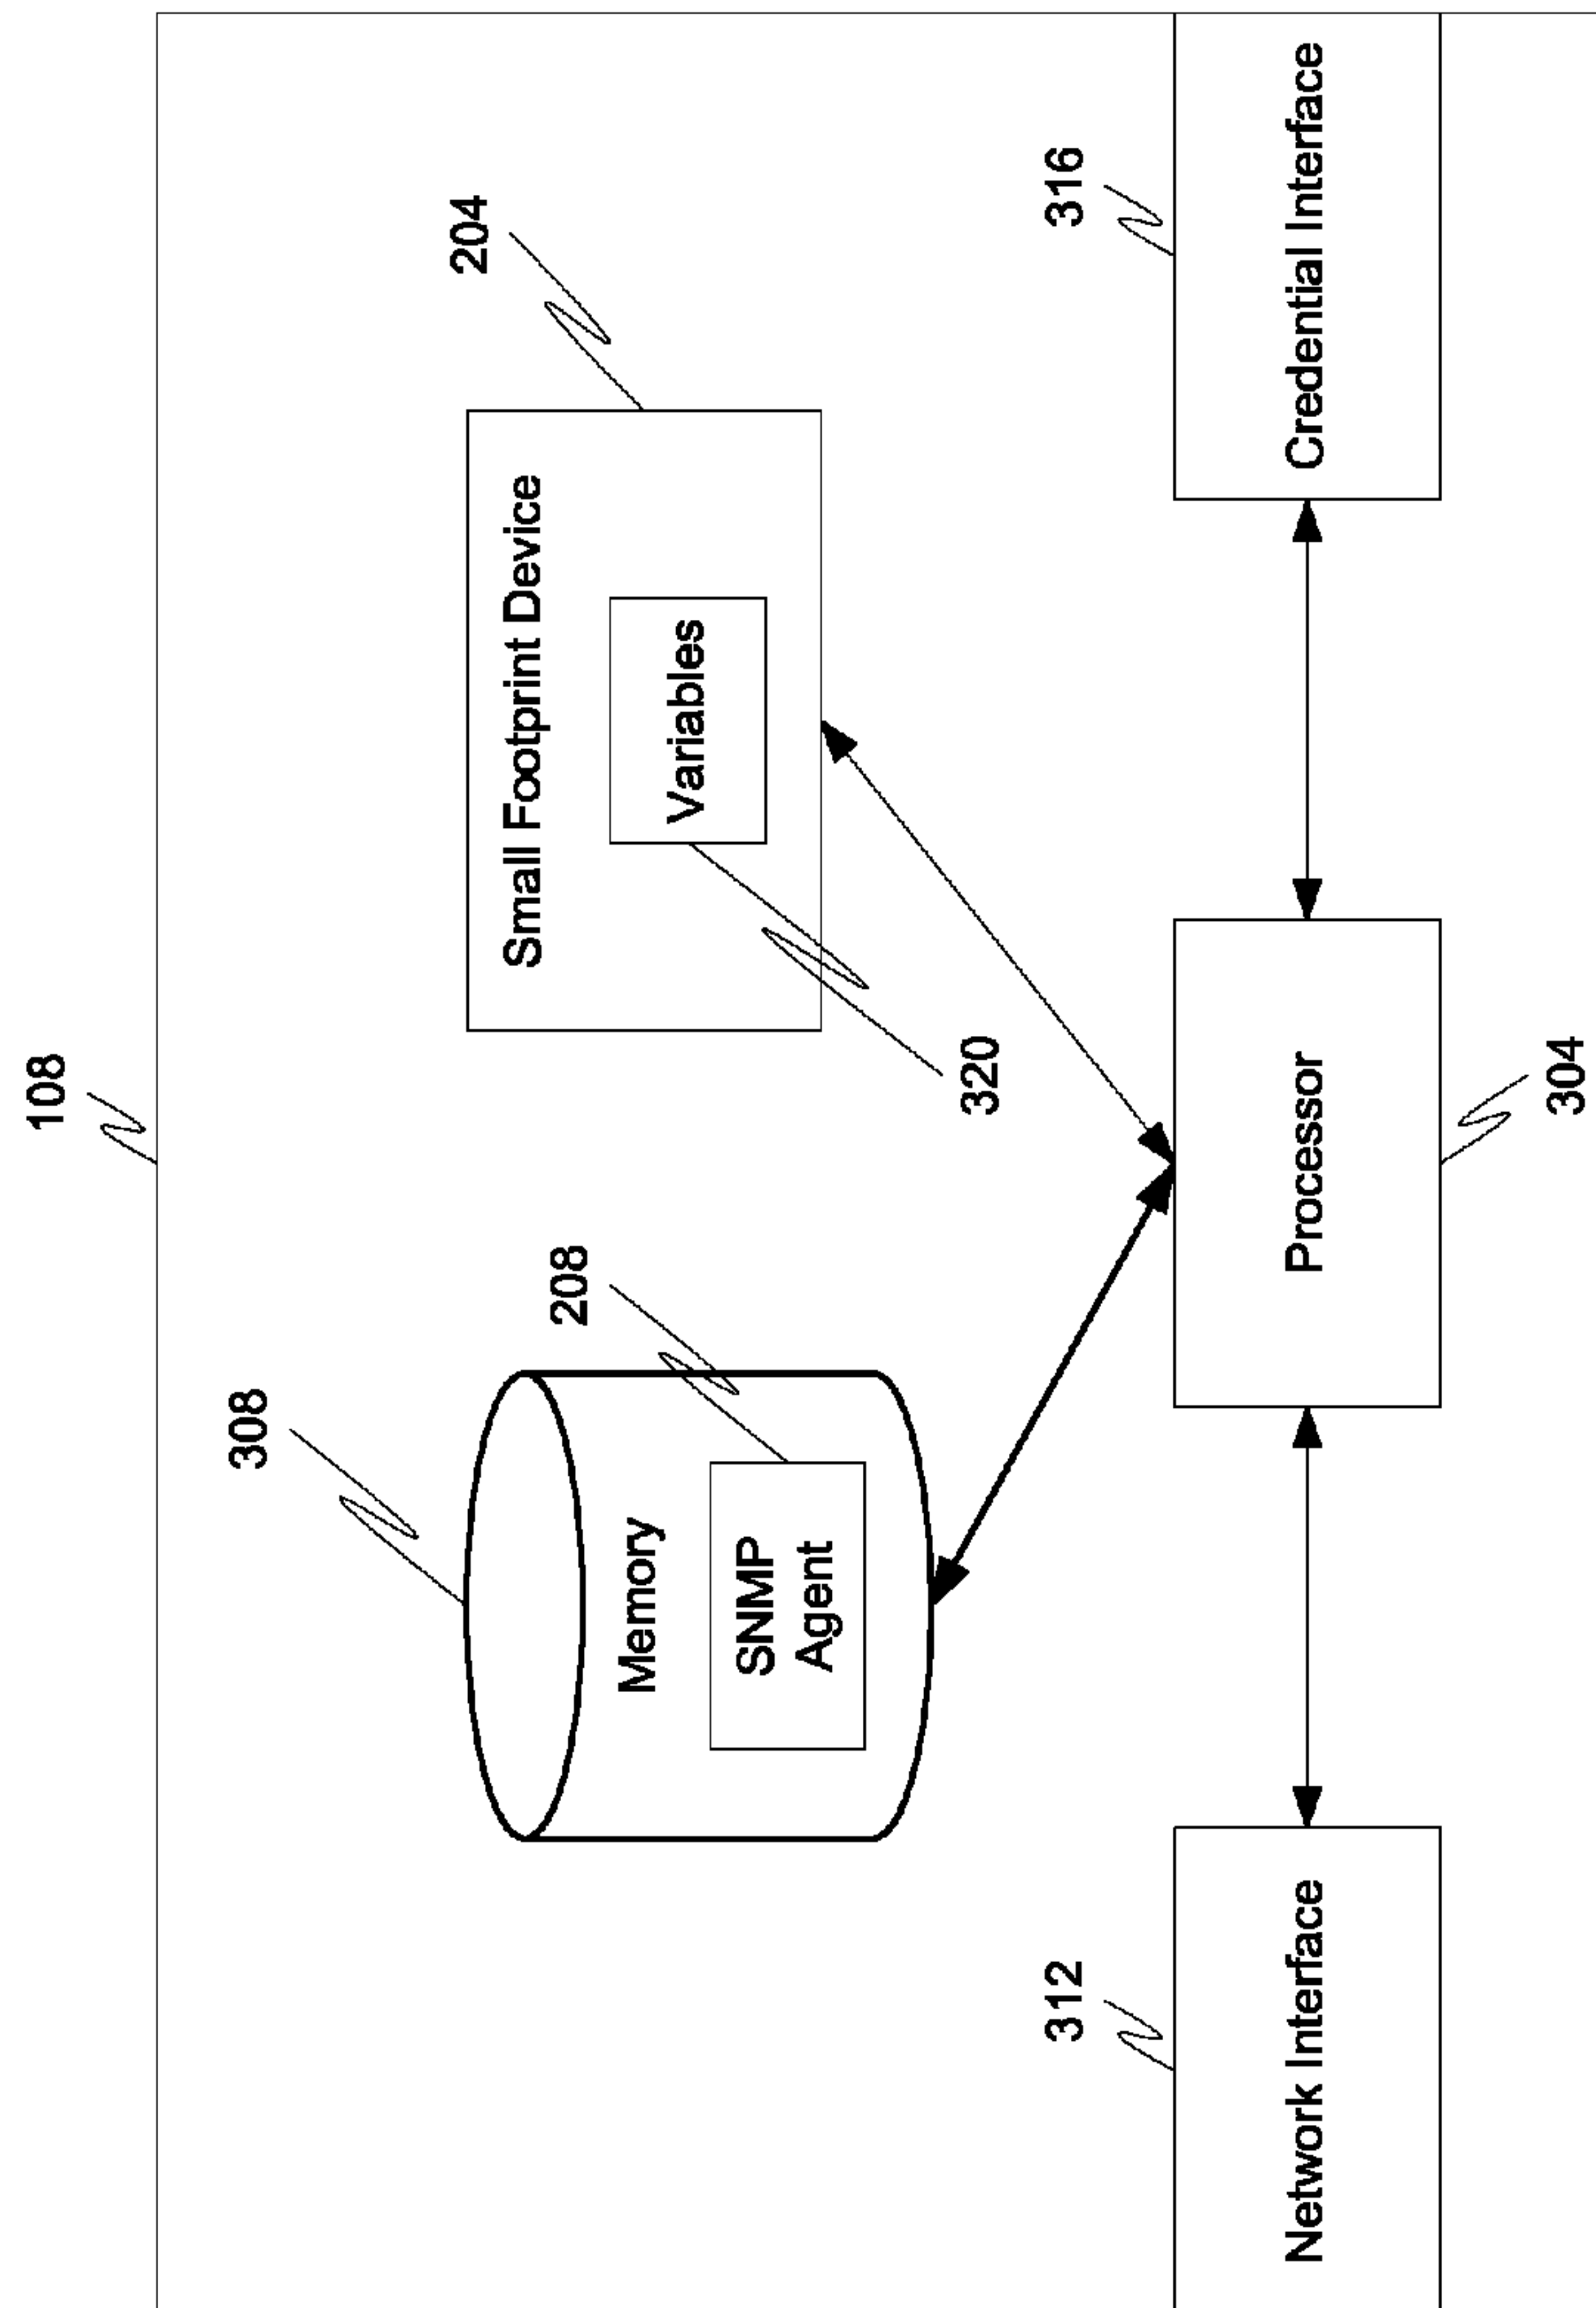 108
308
208
204
Memory
SNMP
Agent
Small Footprint Device
Variables
320
312
316
Network Interface
Processor
Credential Interface
304